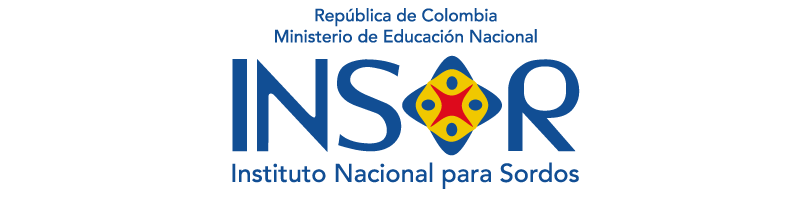 República de Colombia
Ministerio de Educación Nacional
INSOR
Instituto Nacional para Sordos